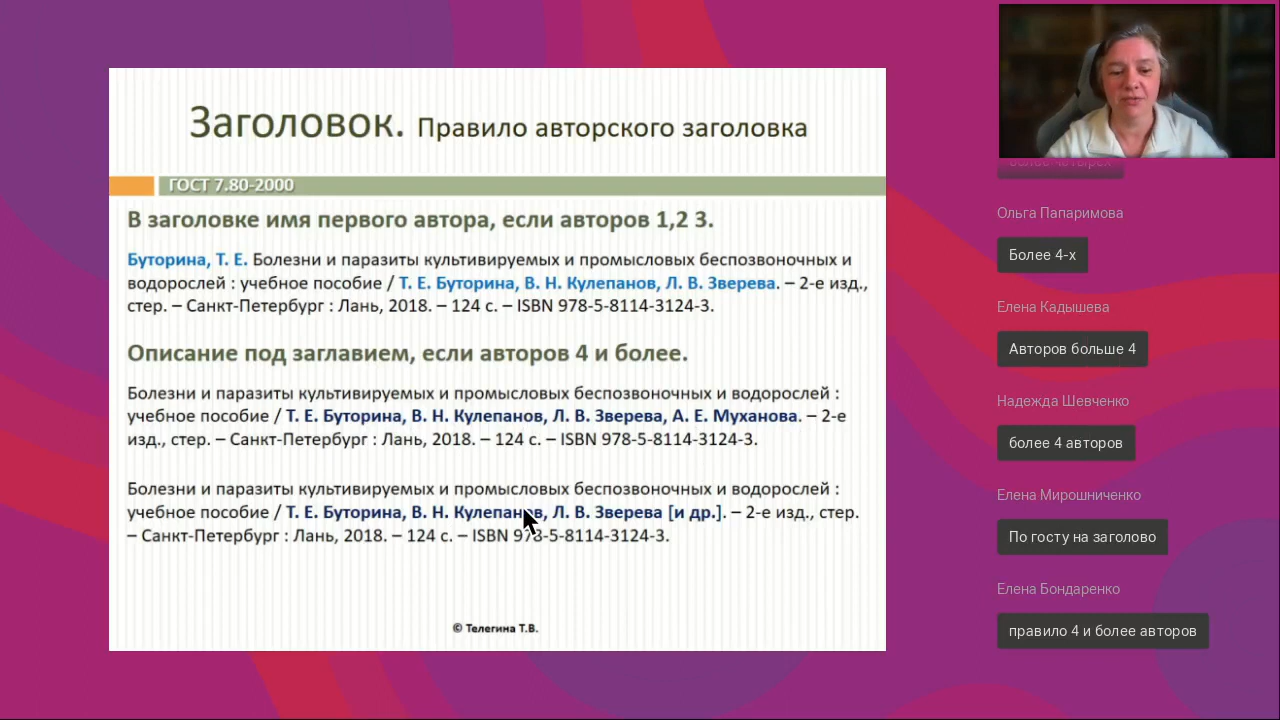 Заголовок. Правило авторского заголовка
ГОСТ 7.80-2000
В заголовке имя первого автора, если авторов 1,2 3.
Буторина, Т. Е. Болезни и паразиты культивируемых и промысловых беспозвоночных и
водорослей : учебное пособие / Т. Е. Буторина, В. Н. Кулепанов, Л. В. Зверева. – 2-е изд.,
стер. – Санкт-Петербург : Лань, 2018. – 124 с. – ISBN 978-5-8114-3124-3.
Описание под заглавием, если авторов 4 и более.
Болезни и паразиты культивируемых и промысловых беспозвоночных и водорослей :
учебное пособие / Т. Е. Буторина, В. Н. Кулепанов, Л. В. Зверева, А. Е. Муханова. – 2-е
изд., стер. – Санкт-Петербург : Лань, 2018. – 124 с. – ISBN 978-5-8114-3124-3.
Болезни и паразиты культивируемых и промысловых беспозвоночных и водорослей :
учебное пособие / Т. Е. Буторина, В. Н. Кулепанов, Л. В. Зверева [и др.]. – 2-е изд., стер.
– Санкт-Петербург : Лань, 2018. – 124 с. – ISBN 978-5-8114-3124-3.
© Телегина Т.В.
более четырех
Ольга Папаримова
Более 4-х
Елена Кадышева
Авторов больше 4
Надежда Шевченко
более 4 авторов
Елена Мирошниченко
По госту на заголово
Елена Бондаренко
правило 4 и более авторов